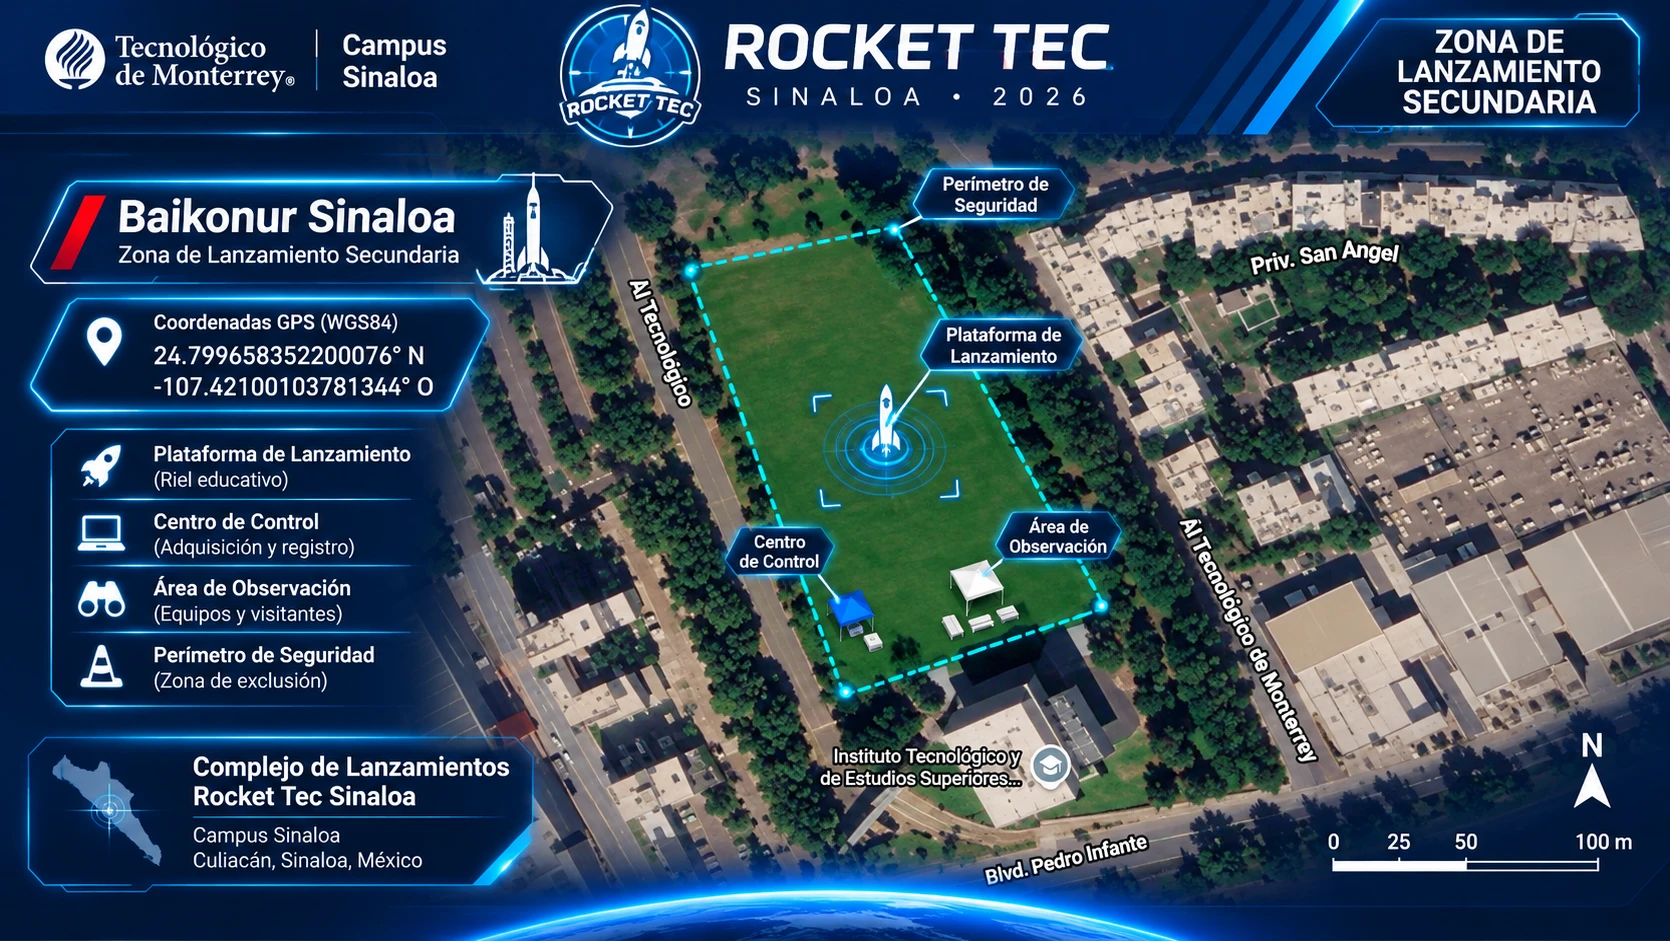 Tecnológico
de Monterrey®
Campus
Sinaloa
ROCKET TEC
ROCKET TEC
SINALOA • 2026
ZONA DE
LANZAMIENTO
SECUNDARIA
Baikonur Sinaloa
Zona de Lanzamiento Secundaria
Coordenadas GPS (WGS84)
24.799658352200076° N
-107.42100103781344° O
Plataforma de Lanzamiento
(Riel educativo)
Centro de Control
(Adquisición y registro)
Área de Observación
(Equipos y visitantes)
Perímetro de Seguridad
(Zona de exclusión)
Complejo de Lanzamientos
Rocket Tec Sinaloa
Campus Sinaloa
Culiacán, Sinaloa, México
Perímetro de
Seguridad
Priv. San Angel
Al Tecnológico
Plataforma de
Lanzamiento
Centro
de Control
Área de
Observación
Al Tecnológico de Monterrey
Instituto Tecnológico y
de Estudios Superiores...
Blvd. Pedro Infante
N
0 25 50 100 m